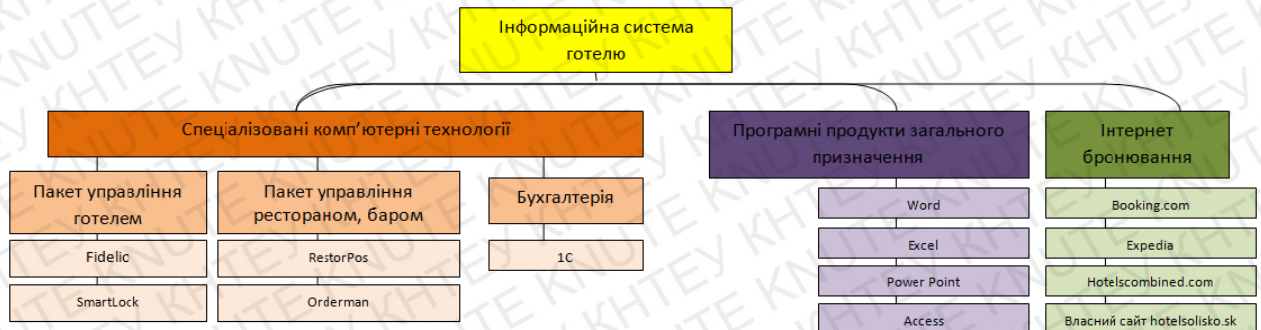 Інформаційна система
готелю
Спеціалізовані комп’ютерні технології
Програмні продукти загального
призначення
Інтернет
бронювання
Пакет управління
готелем
Пакет управління
рестораном, баром
Бухгалтерія
Fidelio
SmartLock
RestorPos
Orderman
1С
Word
Excel
Power Point
Access
Booking.com
Expedia
Hotelscombined.com
Власний сайт hotelsolisko.sk